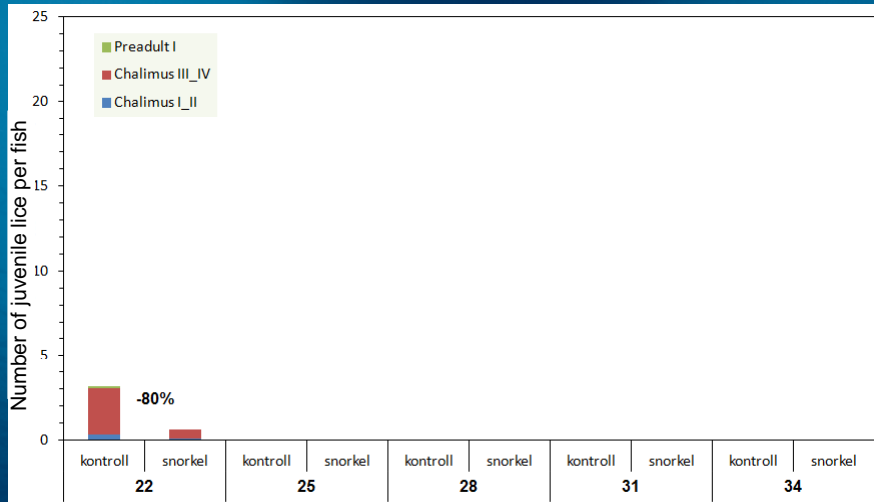 Number of juvenile lice per fish
25
20
15
10
5
0
Preadult I
Chalimus III_IV
Chalimus I_II
-80%
kontroll snorkel kontroll snorkel kontroll snorkel kontroll snorkel kontroll snorkel
22 25 28 31 34